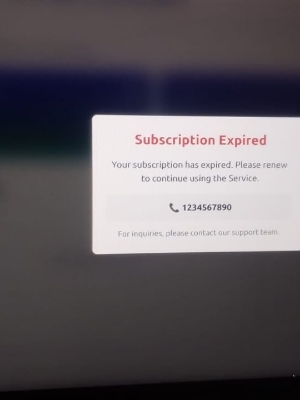 Subscription Expired
Your subscription has expired. Please renew
to continue using the Service.
📞 1234567890
For inquiries, please contact our support team.